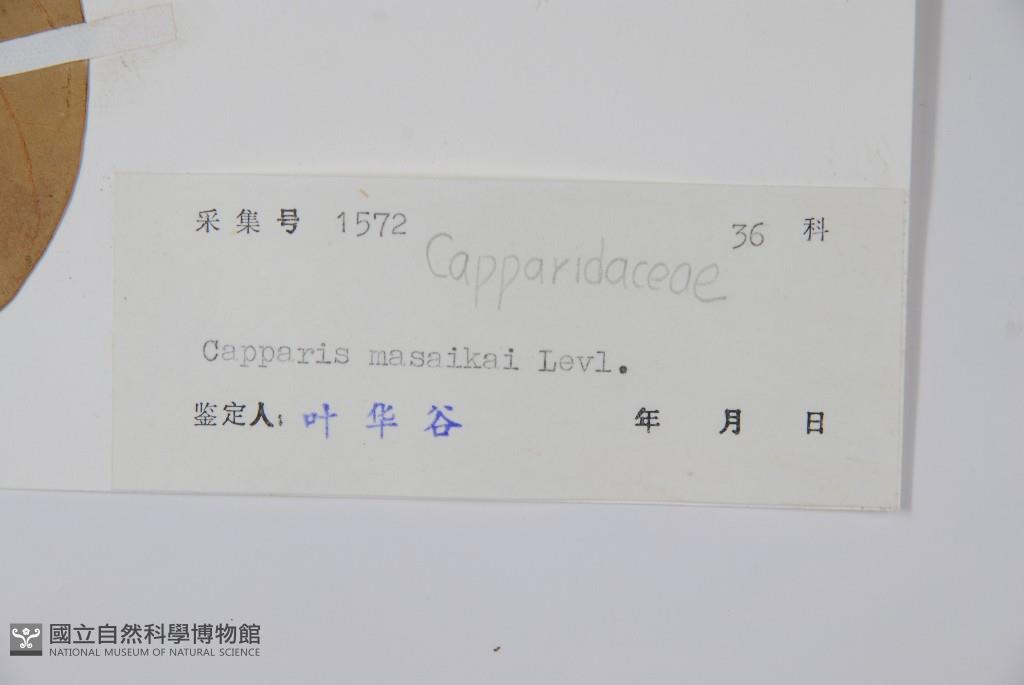 采集号 1572 36 科
Capparidaceae
Capparis masaikai Levl.
鉴定人: 叶华谷 年 月 日
國立自然科學博物館
NATIONAL MUSEUM OF NATURAL SCIENCE